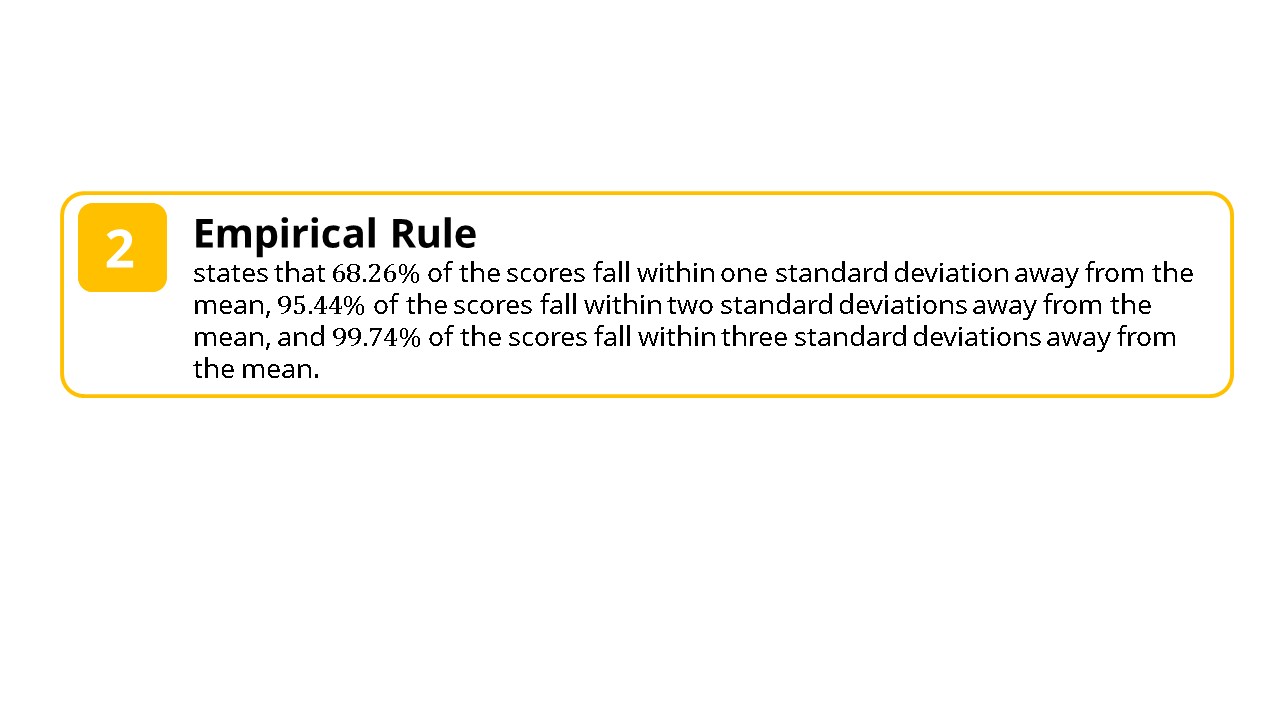 2
Empirical Rule
states that 68.26% of the scores fall within one standard deviation away from the
mean, 95.44% of the scores fall within two standard deviations away from the
mean, and 99.74% of the scores fall within three standard deviations away from
the mean.